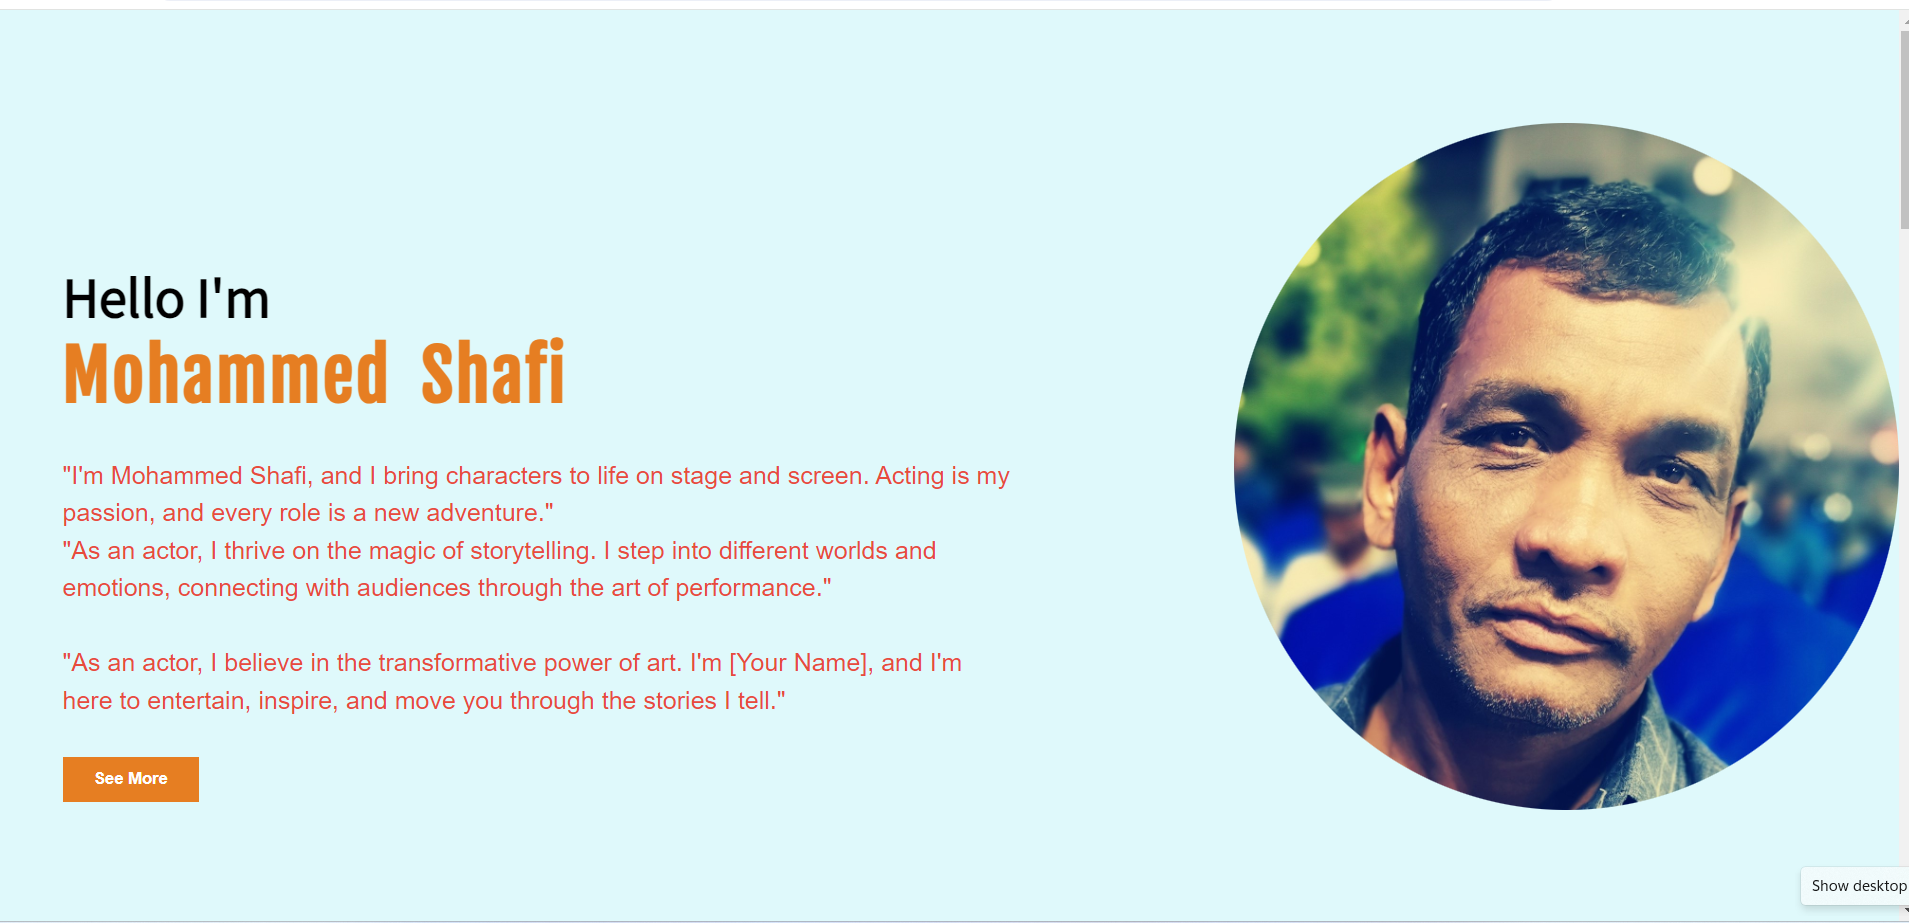 Hello I'm
Mohammed Shafi
"I'm Mohammed Shafi, and I bring characters to life on stage and screen. Acting is my
passion, and every role is a new adventure."
"As an actor, I thrive on the magic of storytelling. I step into different worlds and
emotions, connecting with audiences through the art of performance."
"As an actor, I believe in the transformative power of art. I'm [Your Name], and I'm
here to entertain, inspire, and move you through the stories I tell."
See More
Show desktop